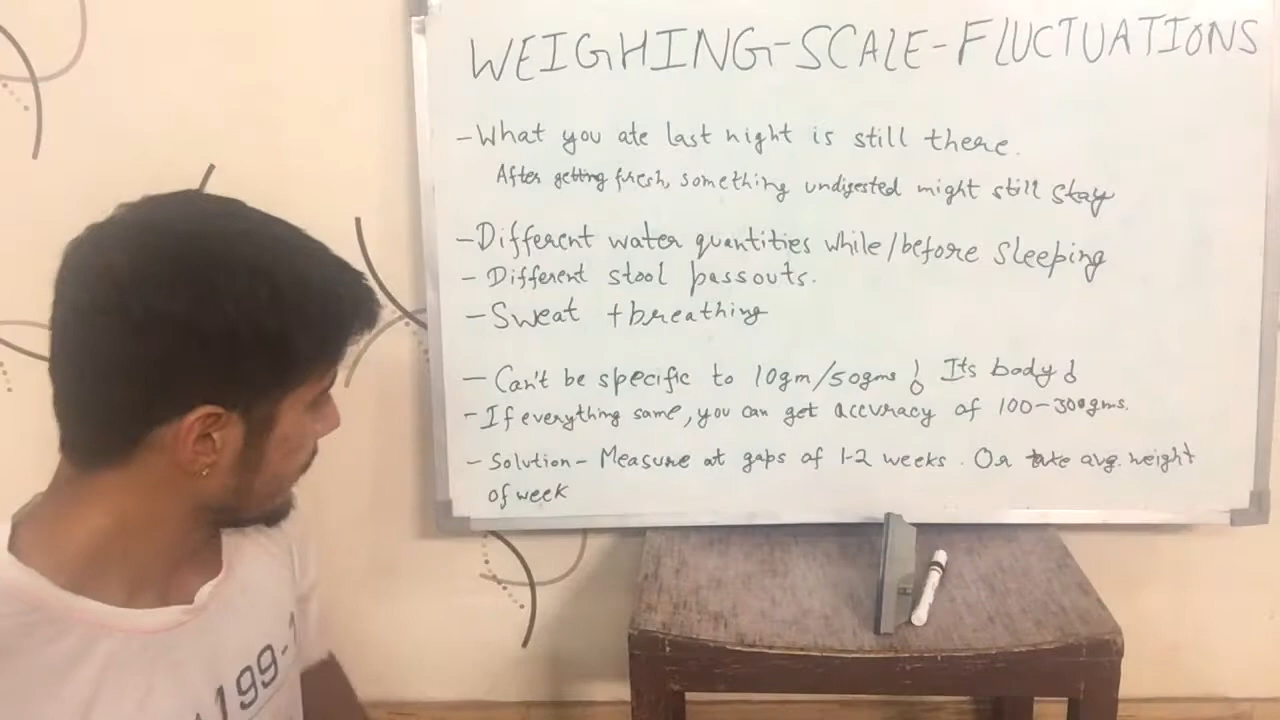 WEIGHING-SCALE-FLUCTUATIONS
- What you ate last night is still there.
After getting fresh, something undigested might still stay
- Different water quantities while/before sleeping
- Different stool passouts.
- Sweat + breathing
- Can't be specific to 10gm/50gms! Its body!
- If everything same, you can get accuracy of 100-300gms.
- Solution - Measure at gaps of 1-2 weeks. Or take avg. weight
of week
199-1